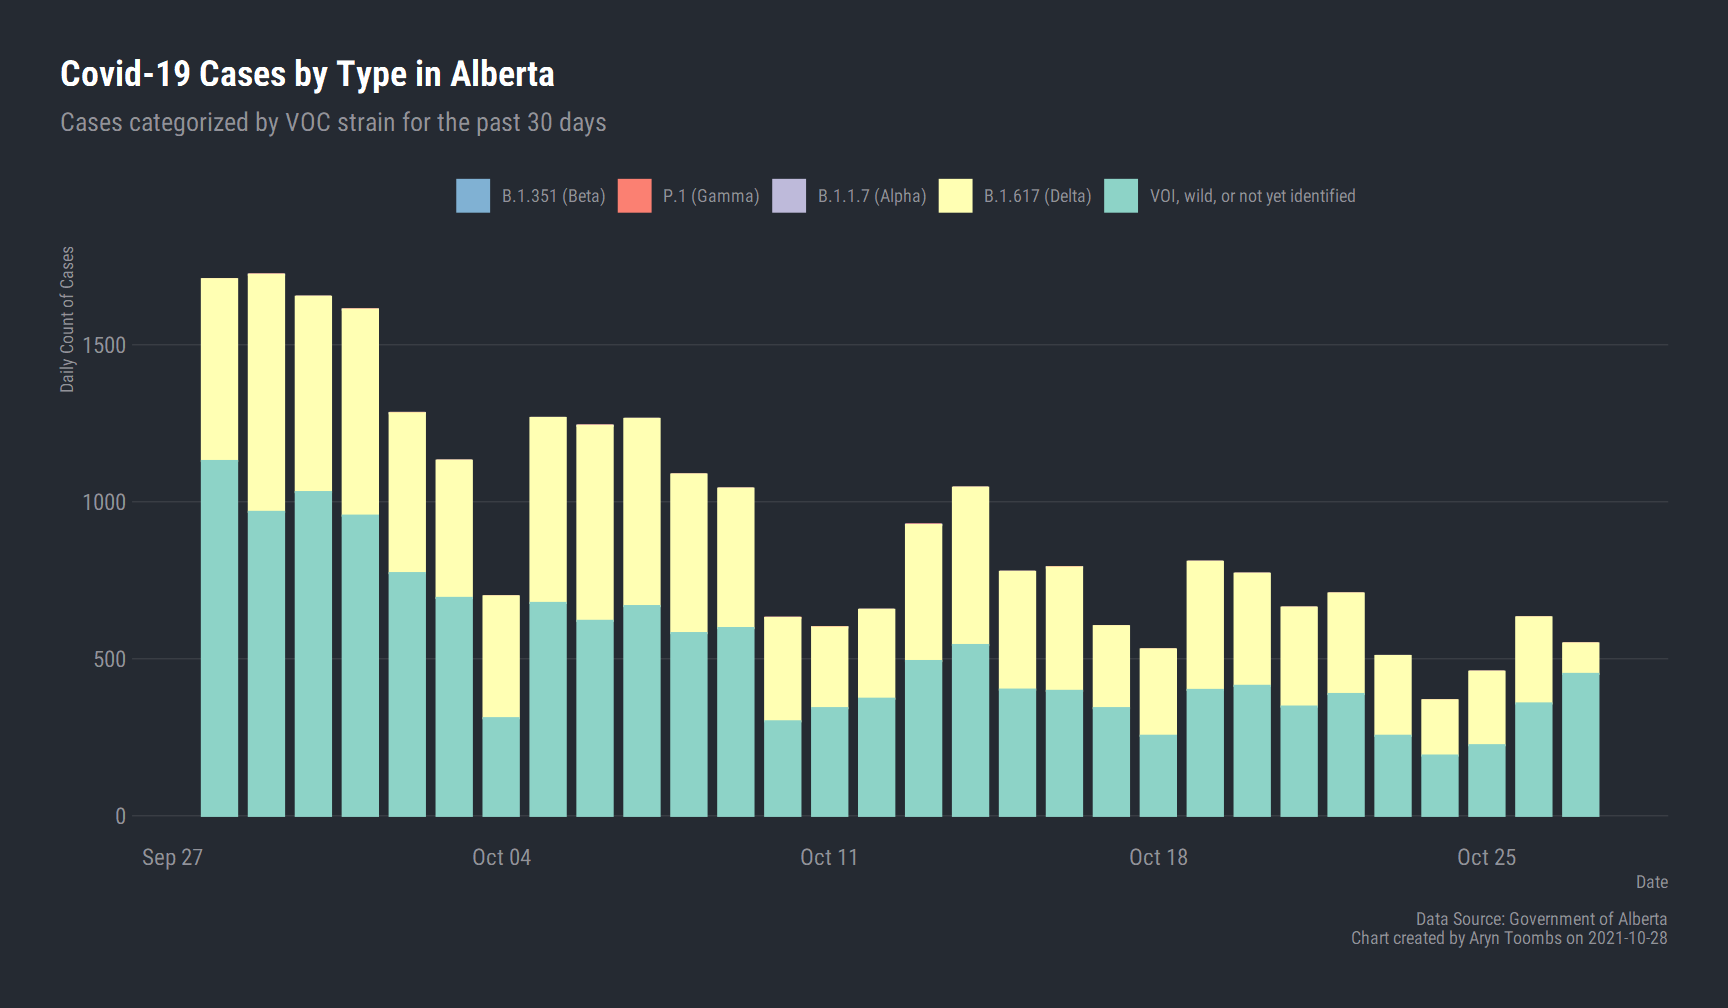 Covid-19 Cases by Type in Alberta
Cases categorized by VOC strain for the past 30 days
B.1.351 (Beta) P.1 (Gamma) B.1.1.7 (Alpha) B.1.617 (Delta) VOI, wild, or not yet identified
Daily Count of Cases
1500
1000
500
0
Sep 27 Oct 04 Oct 11 Oct 18 Oct 25
Date
Data Source: Government of Alberta
Chart created by Aryn Toombs on 2021-10-28